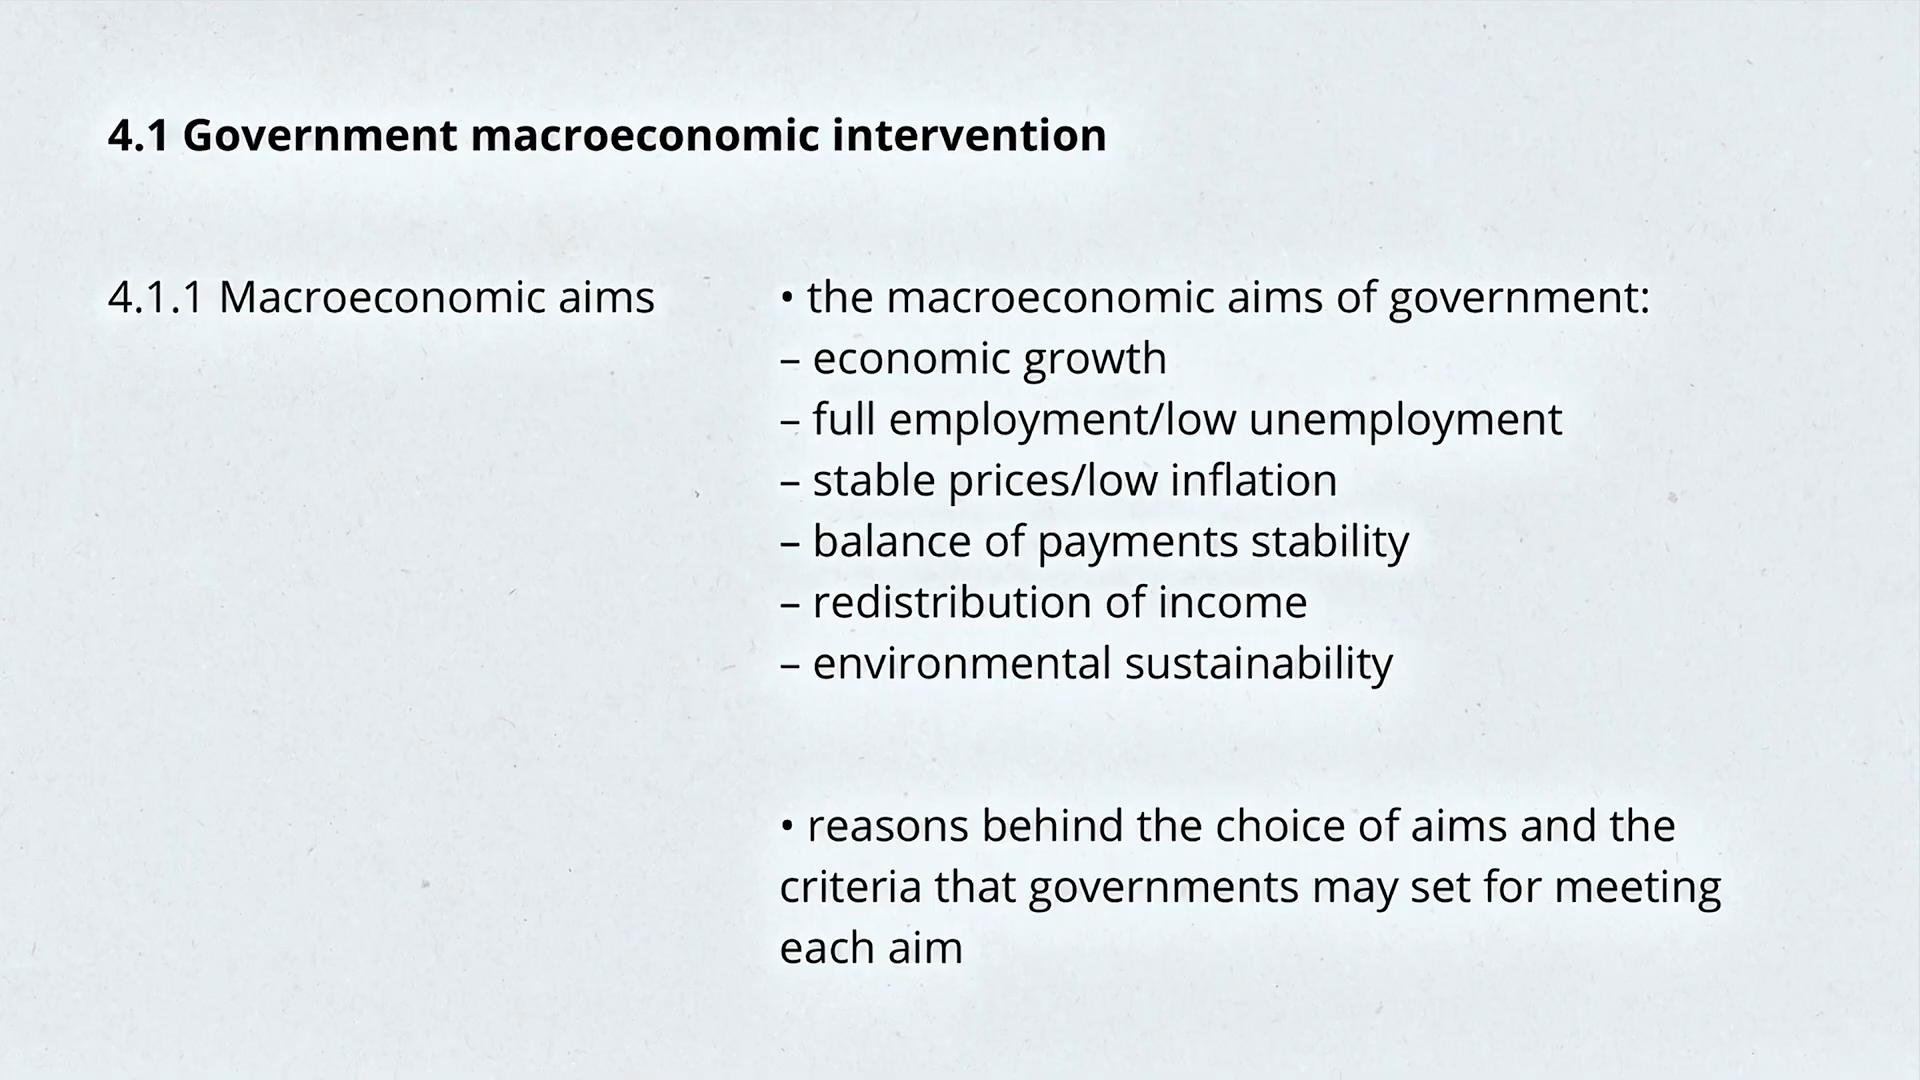 4.1 Government macroeconomic intervention
4.1.1 Macroeconomic aims
• the macroeconomic aims of government:
– economic growth
– full employment/low unemployment
– stable prices/low inflation
– balance of payments stability
– redistribution of income
– environmental sustainability
• reasons behind the choice of aims and the
criteria that governments may set for meeting
each aim